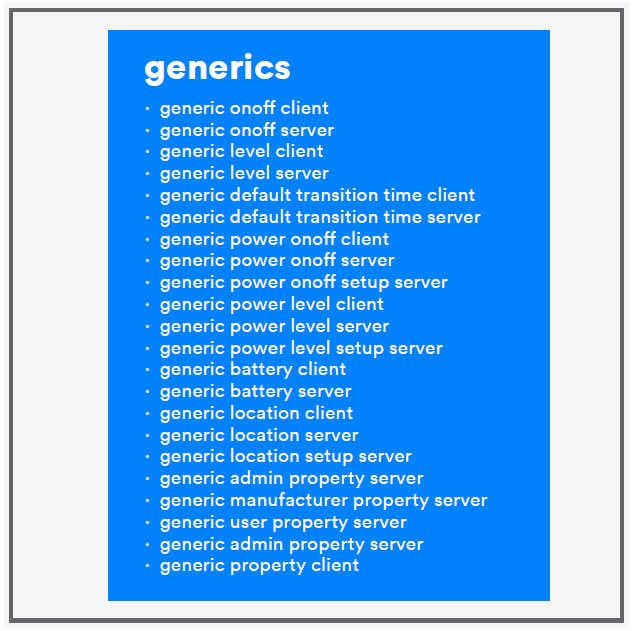 generics
· generic onoff client
· generic onoff server
· generic level client
· generic level server
· generic default transition time client
· generic default transition time server
· generic power onoff client
· generic power onoff server
· generic power onoff setup server
· generic power level client
· generic power level server
· generic power level setup server
· generic battery client
· generic battery server
· generic location client
· generic location server
· generic location setup server
· generic admin property server
· generic manufacturer property server
· generic user property server
· generic admin property server
· generic property client